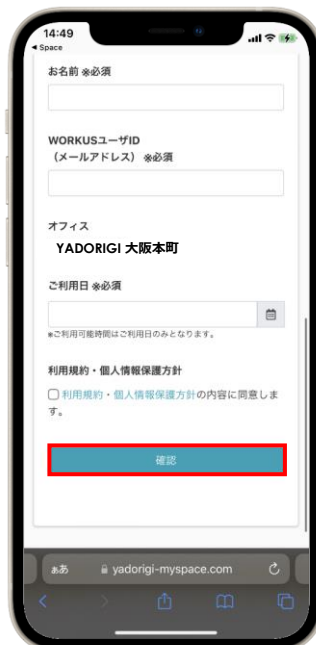 14:49
◀ Space
お名前 ※必須
WORKUSユーザID
（メールアドレス） ※必須
オフィス
YADORIGI 大阪本町
ご利用日 ※必須
※ご利用可能時間はご利用日のみとなります。
利用規約・個人情報保護方針
利用規約・個人情報保護方針の内容に同意しま
す。
確認
ぁあ yadorigi-myspace.com